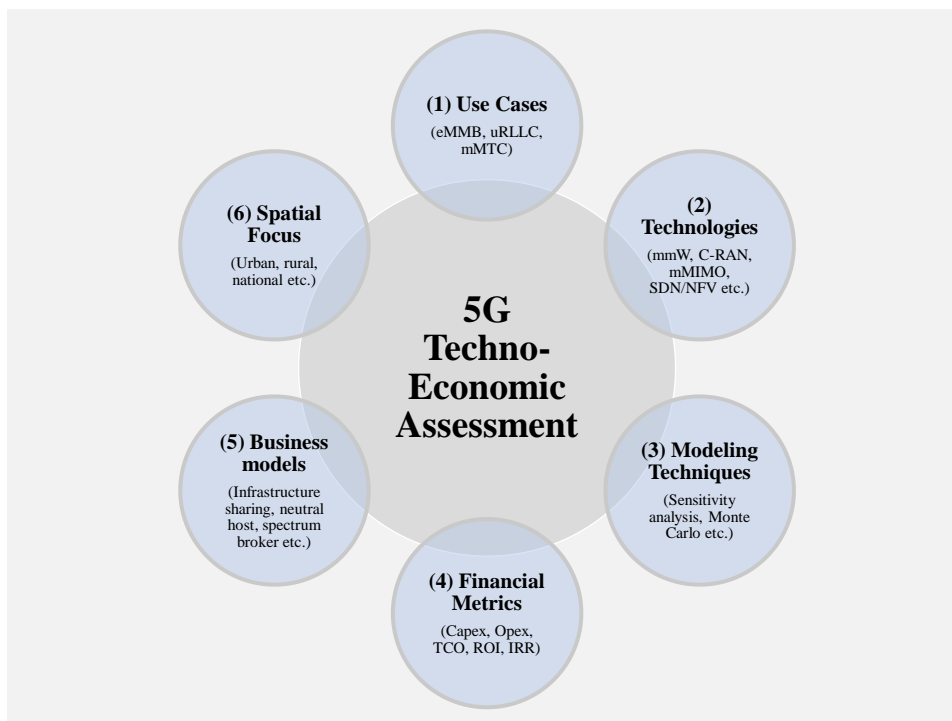 (1) Use Cases
(eMMB, uRLLC,
mMTC)
(2)
Technologies
(mmW, C-RAN,
mMIMO,
SDN/NFV etc.)
(3) Modeling
Techniques
(Sensitivity
analysis, Monte
Carlo etc.)
(4) Financial
Metrics
(Capex, Opex,
TCO, ROI, IRR)
(5) Business
models
(Infrastructure
sharing, neutral
host, spectrum
broker etc.)
(6) Spatial
Focus
(Urban, rural,
national etc.)
5G
Techno-
Economic
Assessment